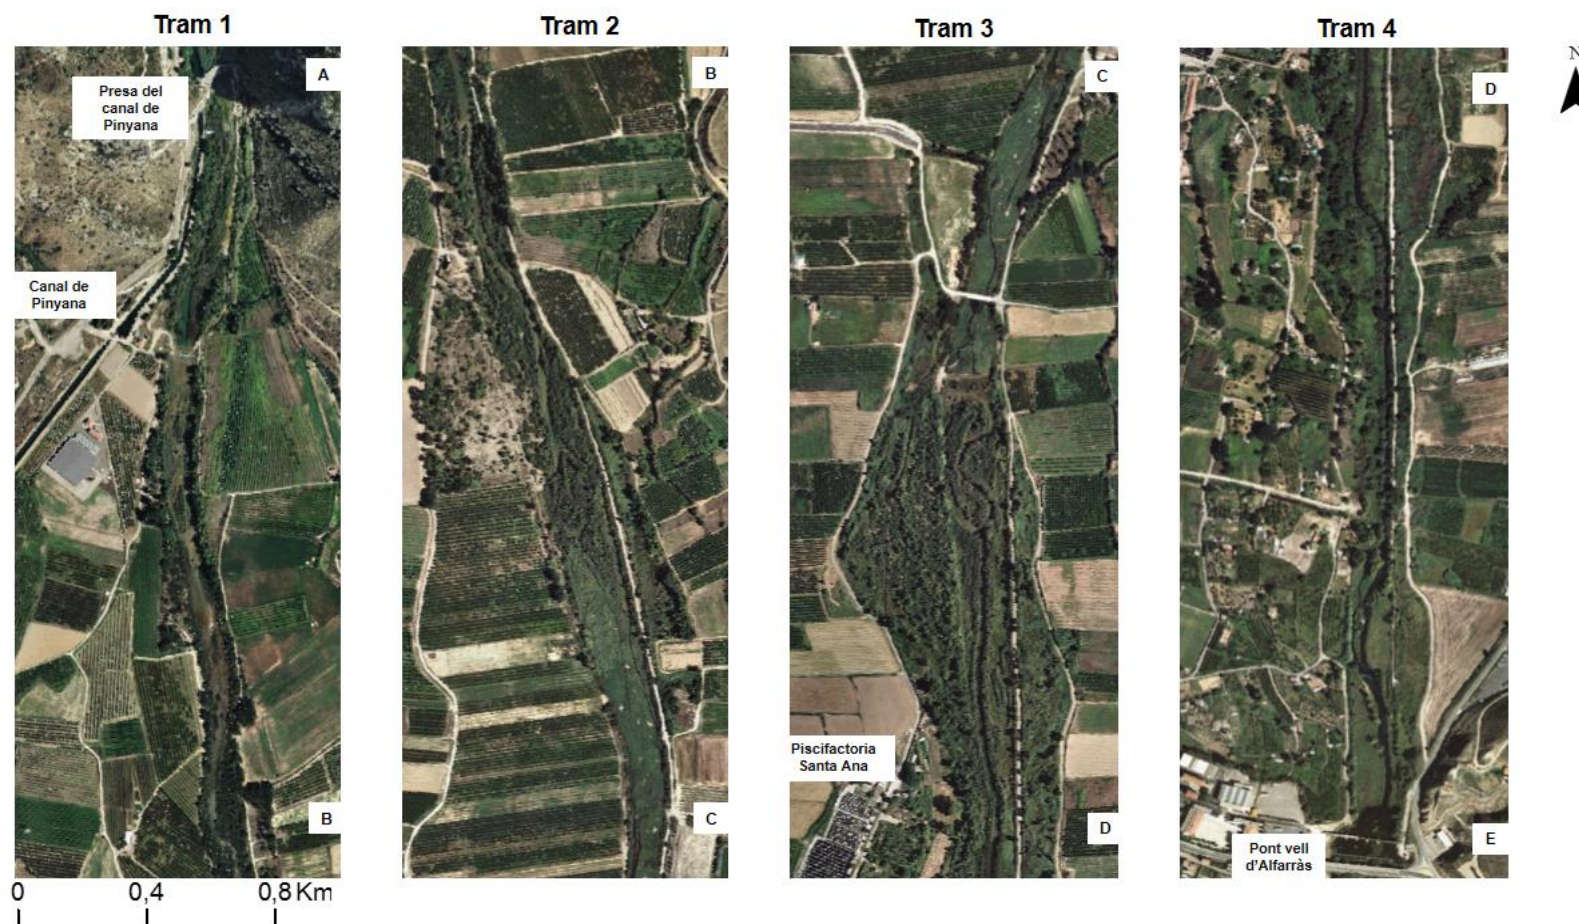 Tram 1
Tram 2
Tram 3
Tram 4
A
Presa del
canal de
Pinyana
Canal de
Pinyana
B
B
C
C
Piscifactoria
Santa Ana
D
D
Pont vell
d'Alfarràs
E
N
0 0,4 0,8 Km